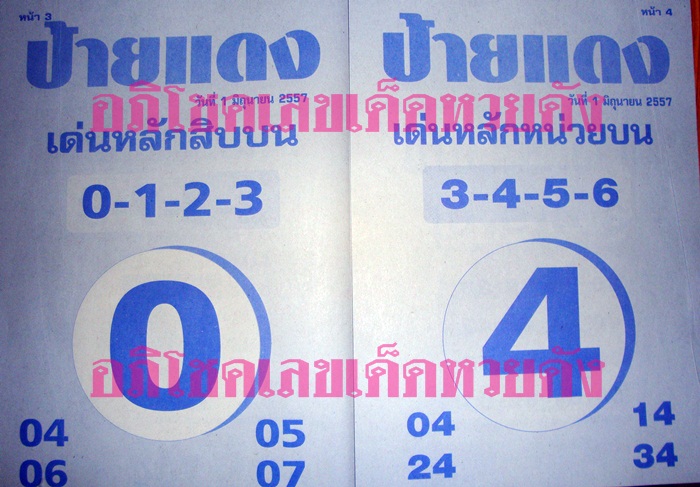 หน้า 3
ป้ายแดง
วันที่ 1 มิถุนายน 2557
เด่นหลักสิบบน
0-1-2-3
0
04 05
06 07
หน้า 4
ป้ายแดง
วันที่ 1 มิถุนายน 2557
เด่นหลักหน่วยบน
3-4-5-6
4
04 14
24 34
อภิโชคเลขเด็ดหวยดัง
อภิโชคเลขเด็ดหวยดัง